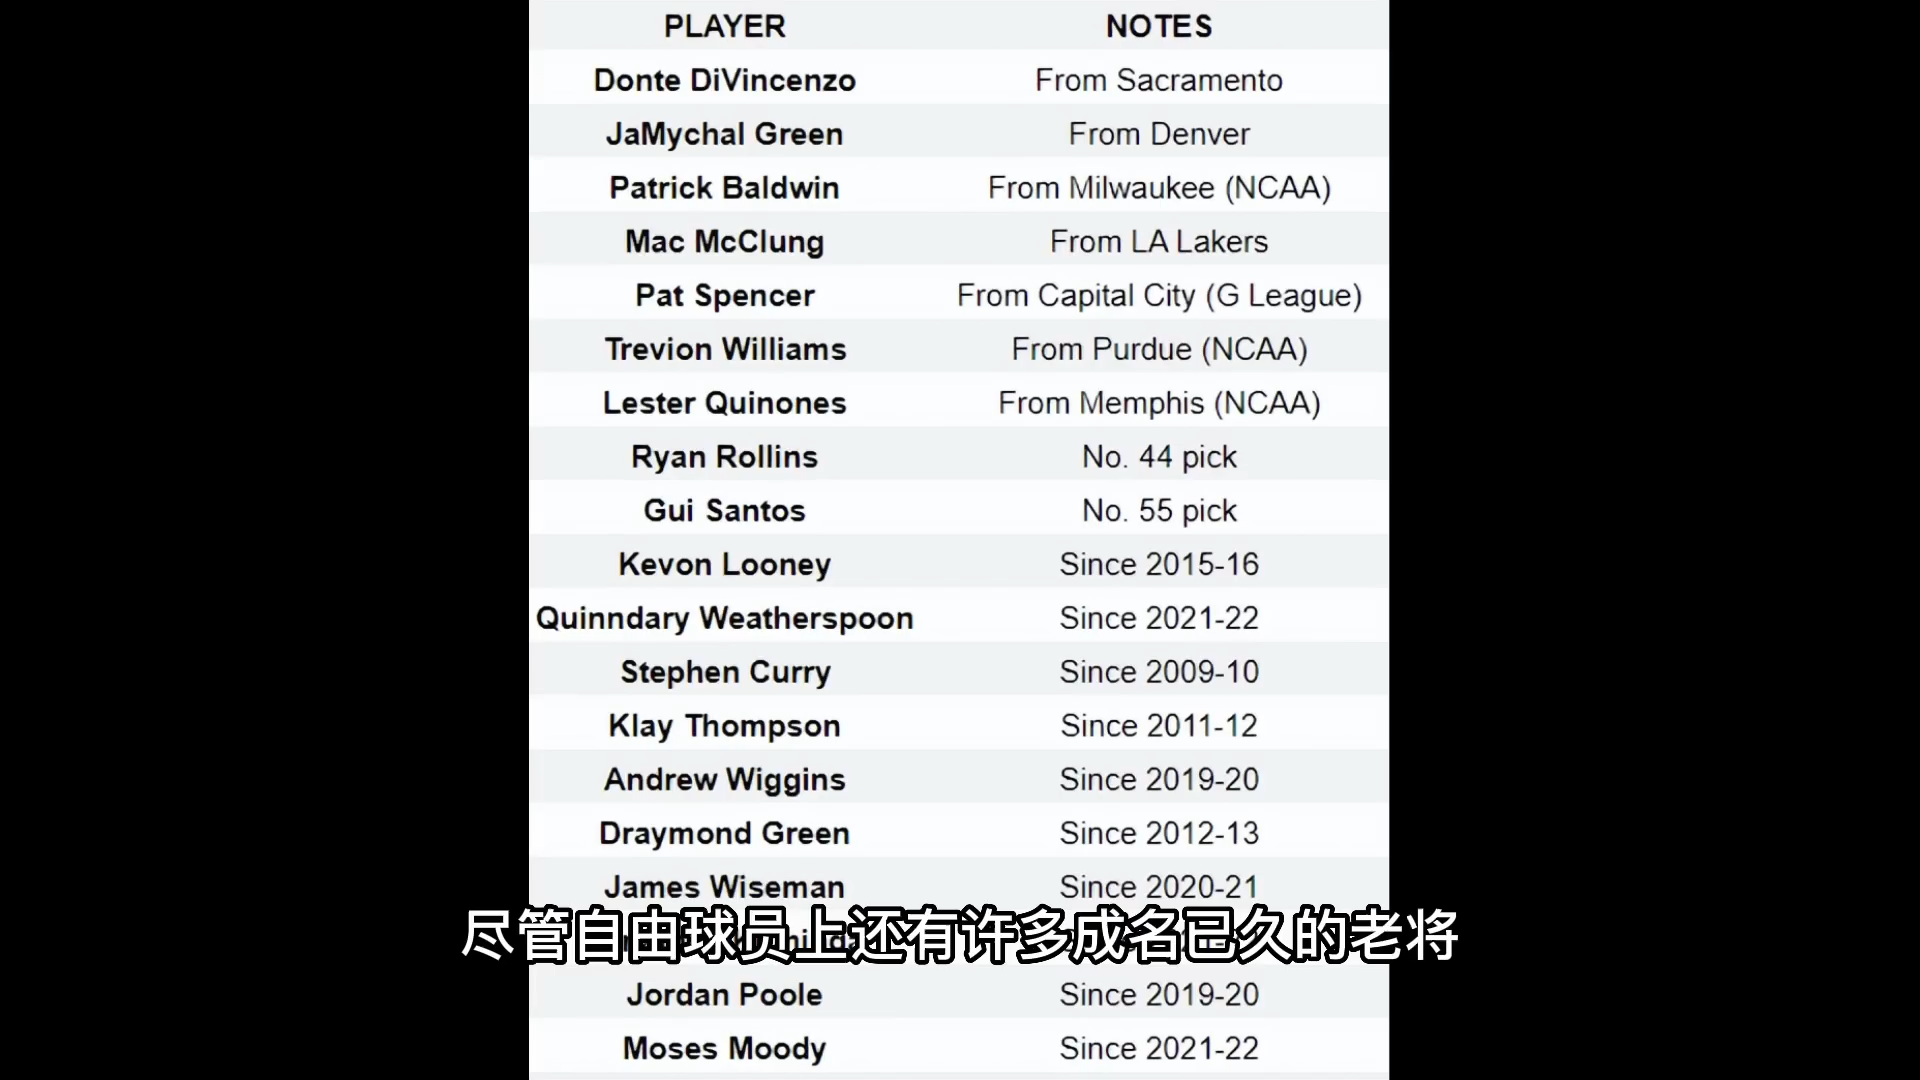 PLAYER NOTES
Donte DiVincenzo From Sacramento
JaMychal Green From Denver
Patrick Baldwin From Milwaukee (NCAA)
Mac McClung From LA Lakers
Pat Spencer From Capital City (G League)
Trevion Williams From Purdue (NCAA)
Lester Quinones From Memphis (NCAA)
Ryan Rollins No. 44 pick
Gui Santos No. 55 pick
Kevon Looney Since 2015-16
Quinndary Weatherspoon Since 2021-22
Stephen Curry Since 2009-10
Klay Thompson Since 2011-12
Andrew Wiggins Since 2019-20
Draymond Green Since 2012-13
James Wiseman Since 2020-21
尽管自由球员上还有许多成名已久的老将
Jordan Poole Since 2019-20
Moses Moody Since 2021-22